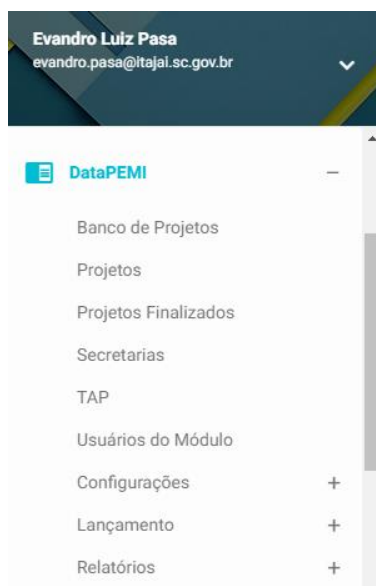 Evandro Luiz Pasa
evandro.pasa@itajai.sc.gov.br
DataPEMI
Banco de Projetos
Projetos
Projetos Finalizados
Secretarias
TAP
Usuários do Módulo
Configurações
Lançamento
Relatórios